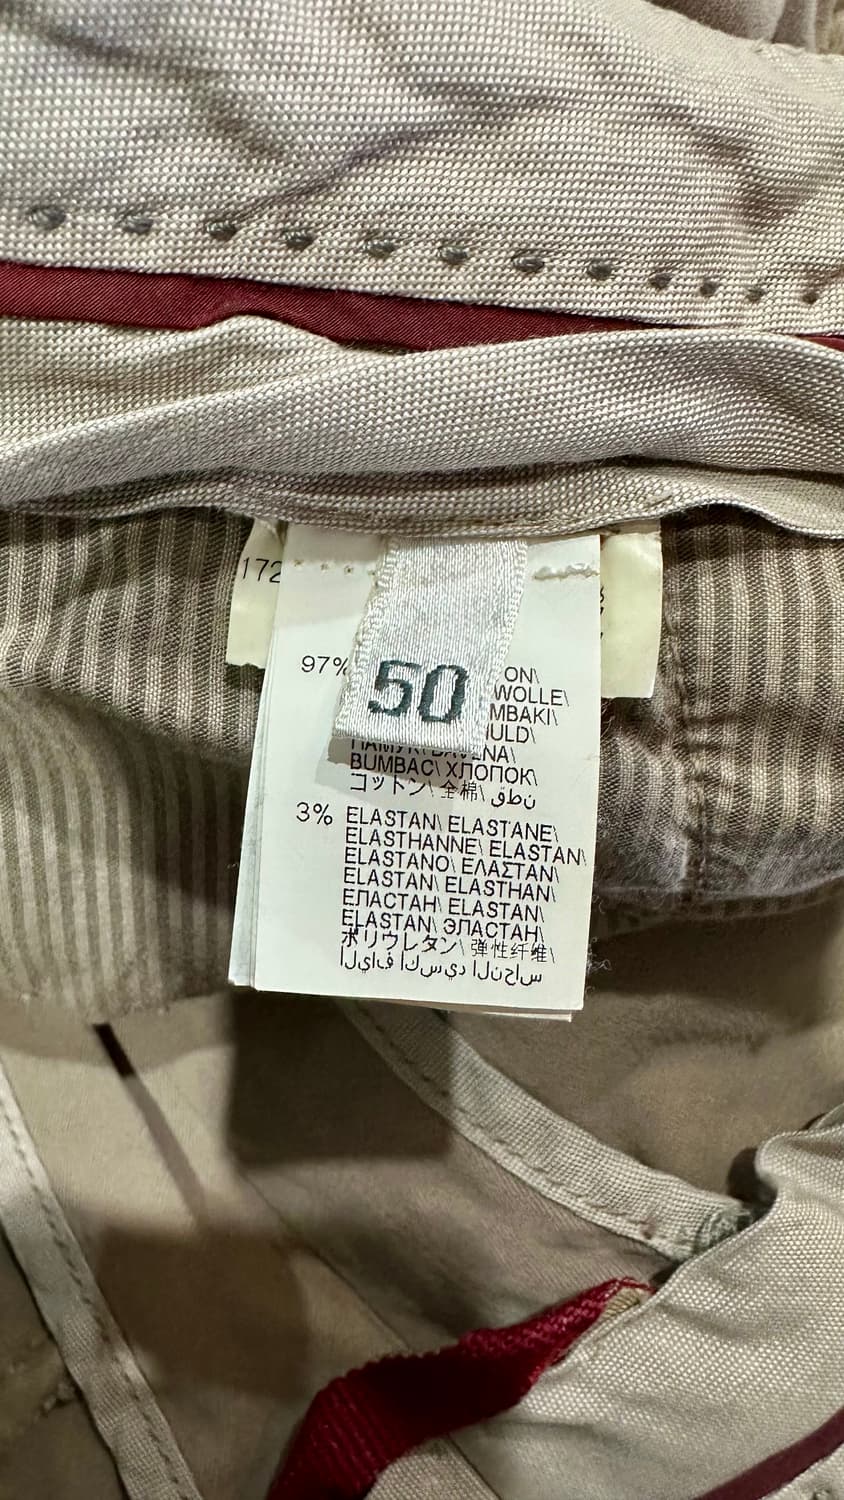 172
50
97%
ON\
WOLLE\
MBAKI\
ULD\
ПАМУК\ BAVLNA\
BUMBAC\ ХЛОПОК\
コットン\ 全棉\ قطن
3% ELASTAN\ ELASTANE\
ELASTHANNE\ ELASTAN\
ELASTANO\ ΕΛΑΣΤΑΝ\
ELASTAN\ ELASTHAN\
ЕЛАСТАН\ ELASTAN\
ELASTAN\ ЭЛАСТАН\
ポリウレタン\ 弹性纤维\